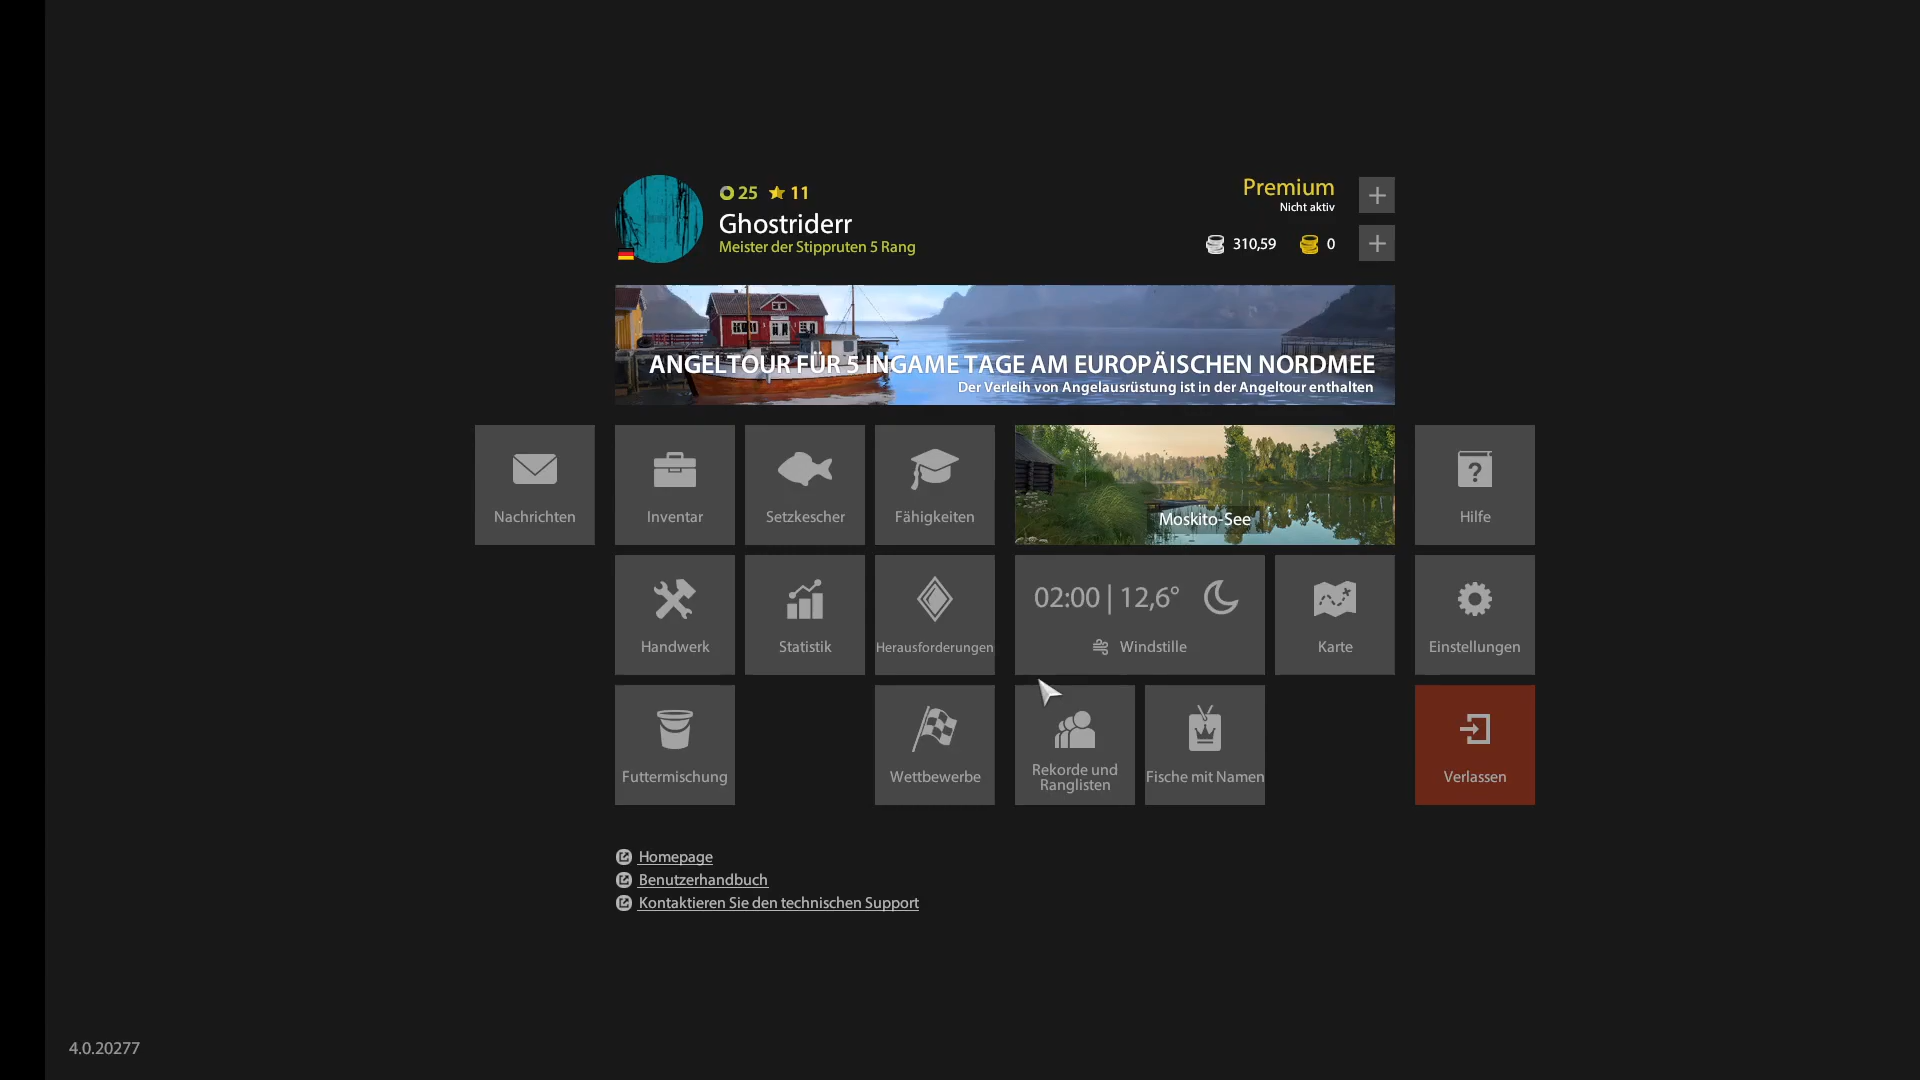 25 11
Ghostriderr
Meister der Stippruten 5 Rang
Premium
Nicht aktiv
310,59 0
ANGELTOUR FÜR 5 INGAME TAGE AM EUROPÄISCHEN NORDMEE
Der Verleih von Angelausrüstung ist in der Angeltour enthalten
Nachrichten
Inventar
Setzkescher
Fähigkeiten
Moskito-See
Hilfe
Handwerk
Statistik
Herausforderungen
02:00 | 12,6°
Windstille
Karte
Einstellungen
Futtermischung
Wettbewerbe
Rekorde und
Ranglisten
Fische mit Namen
Verlassen
Homepage
Benutzerhandbuch
Kontaktieren Sie den technischen Support
4.0.20277